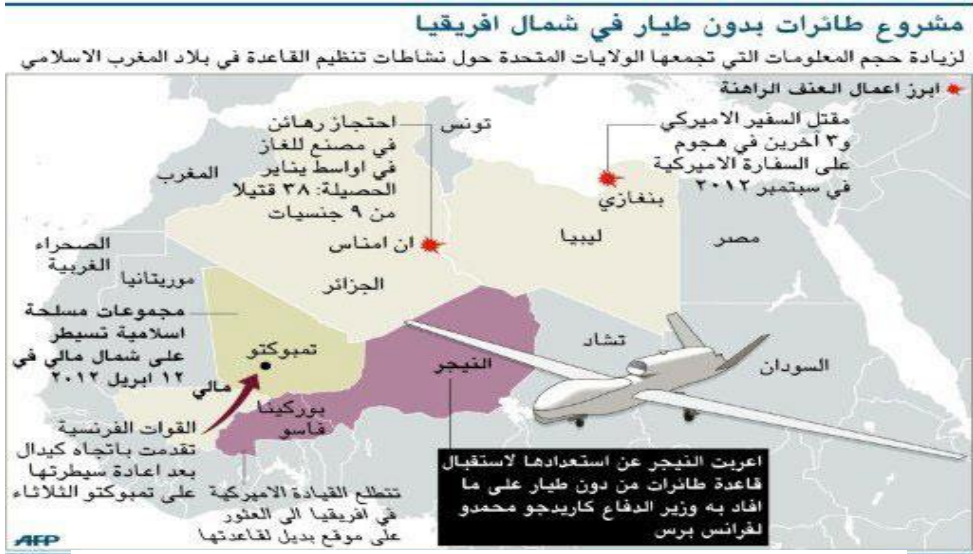 مشروع طائرات بدون طيار في شمال افريقيا
لزيادة حجم المعلومات التي تجمعها الولايات المتحدة حول نشاطات تنظيم القاعدة في بلاد المغرب الاسلامي
ابرز اعمال العنف الراهنة
مقتل السفير الاميركي
و٣ آخرين في هجوم
على السفارة الاميركية
في سبتمبر ٢٠١٢
بنغازي
احتجاز رهائن
في مصنع للغاز
في اواسط يناير
الحصيلة: ٣٨ قتيلا
من ٩ جنسيات
ان امناس
تونس
المغرب
ليبيا
مصر
الجزائر
الصحراء
الغربية
موريتانيا
مجموعات مسلحة
اسلامية تسيطر
على شمال مالي في
١٢ ابريل ٢٠١٢
تمبوكتو
مالي
النيجر
تشاد
السودان
بوركينا
فاسو
القوات الفرنسية
تقدمت باتجاه كيدال
بعد اعادة سيطرتها
على تمبوكتو الثلاثاء
تتطلع القيادة الاميركية
في افريقيا الى العثور
على موقع بديل لقاعدتها
اعربت النيجر عن استعدادها لاستقبال
قاعدة طائرات من دون طيار على ما
افاد به وزير الدفاع كاريدجو محمدو
لفرانس برس
AFP